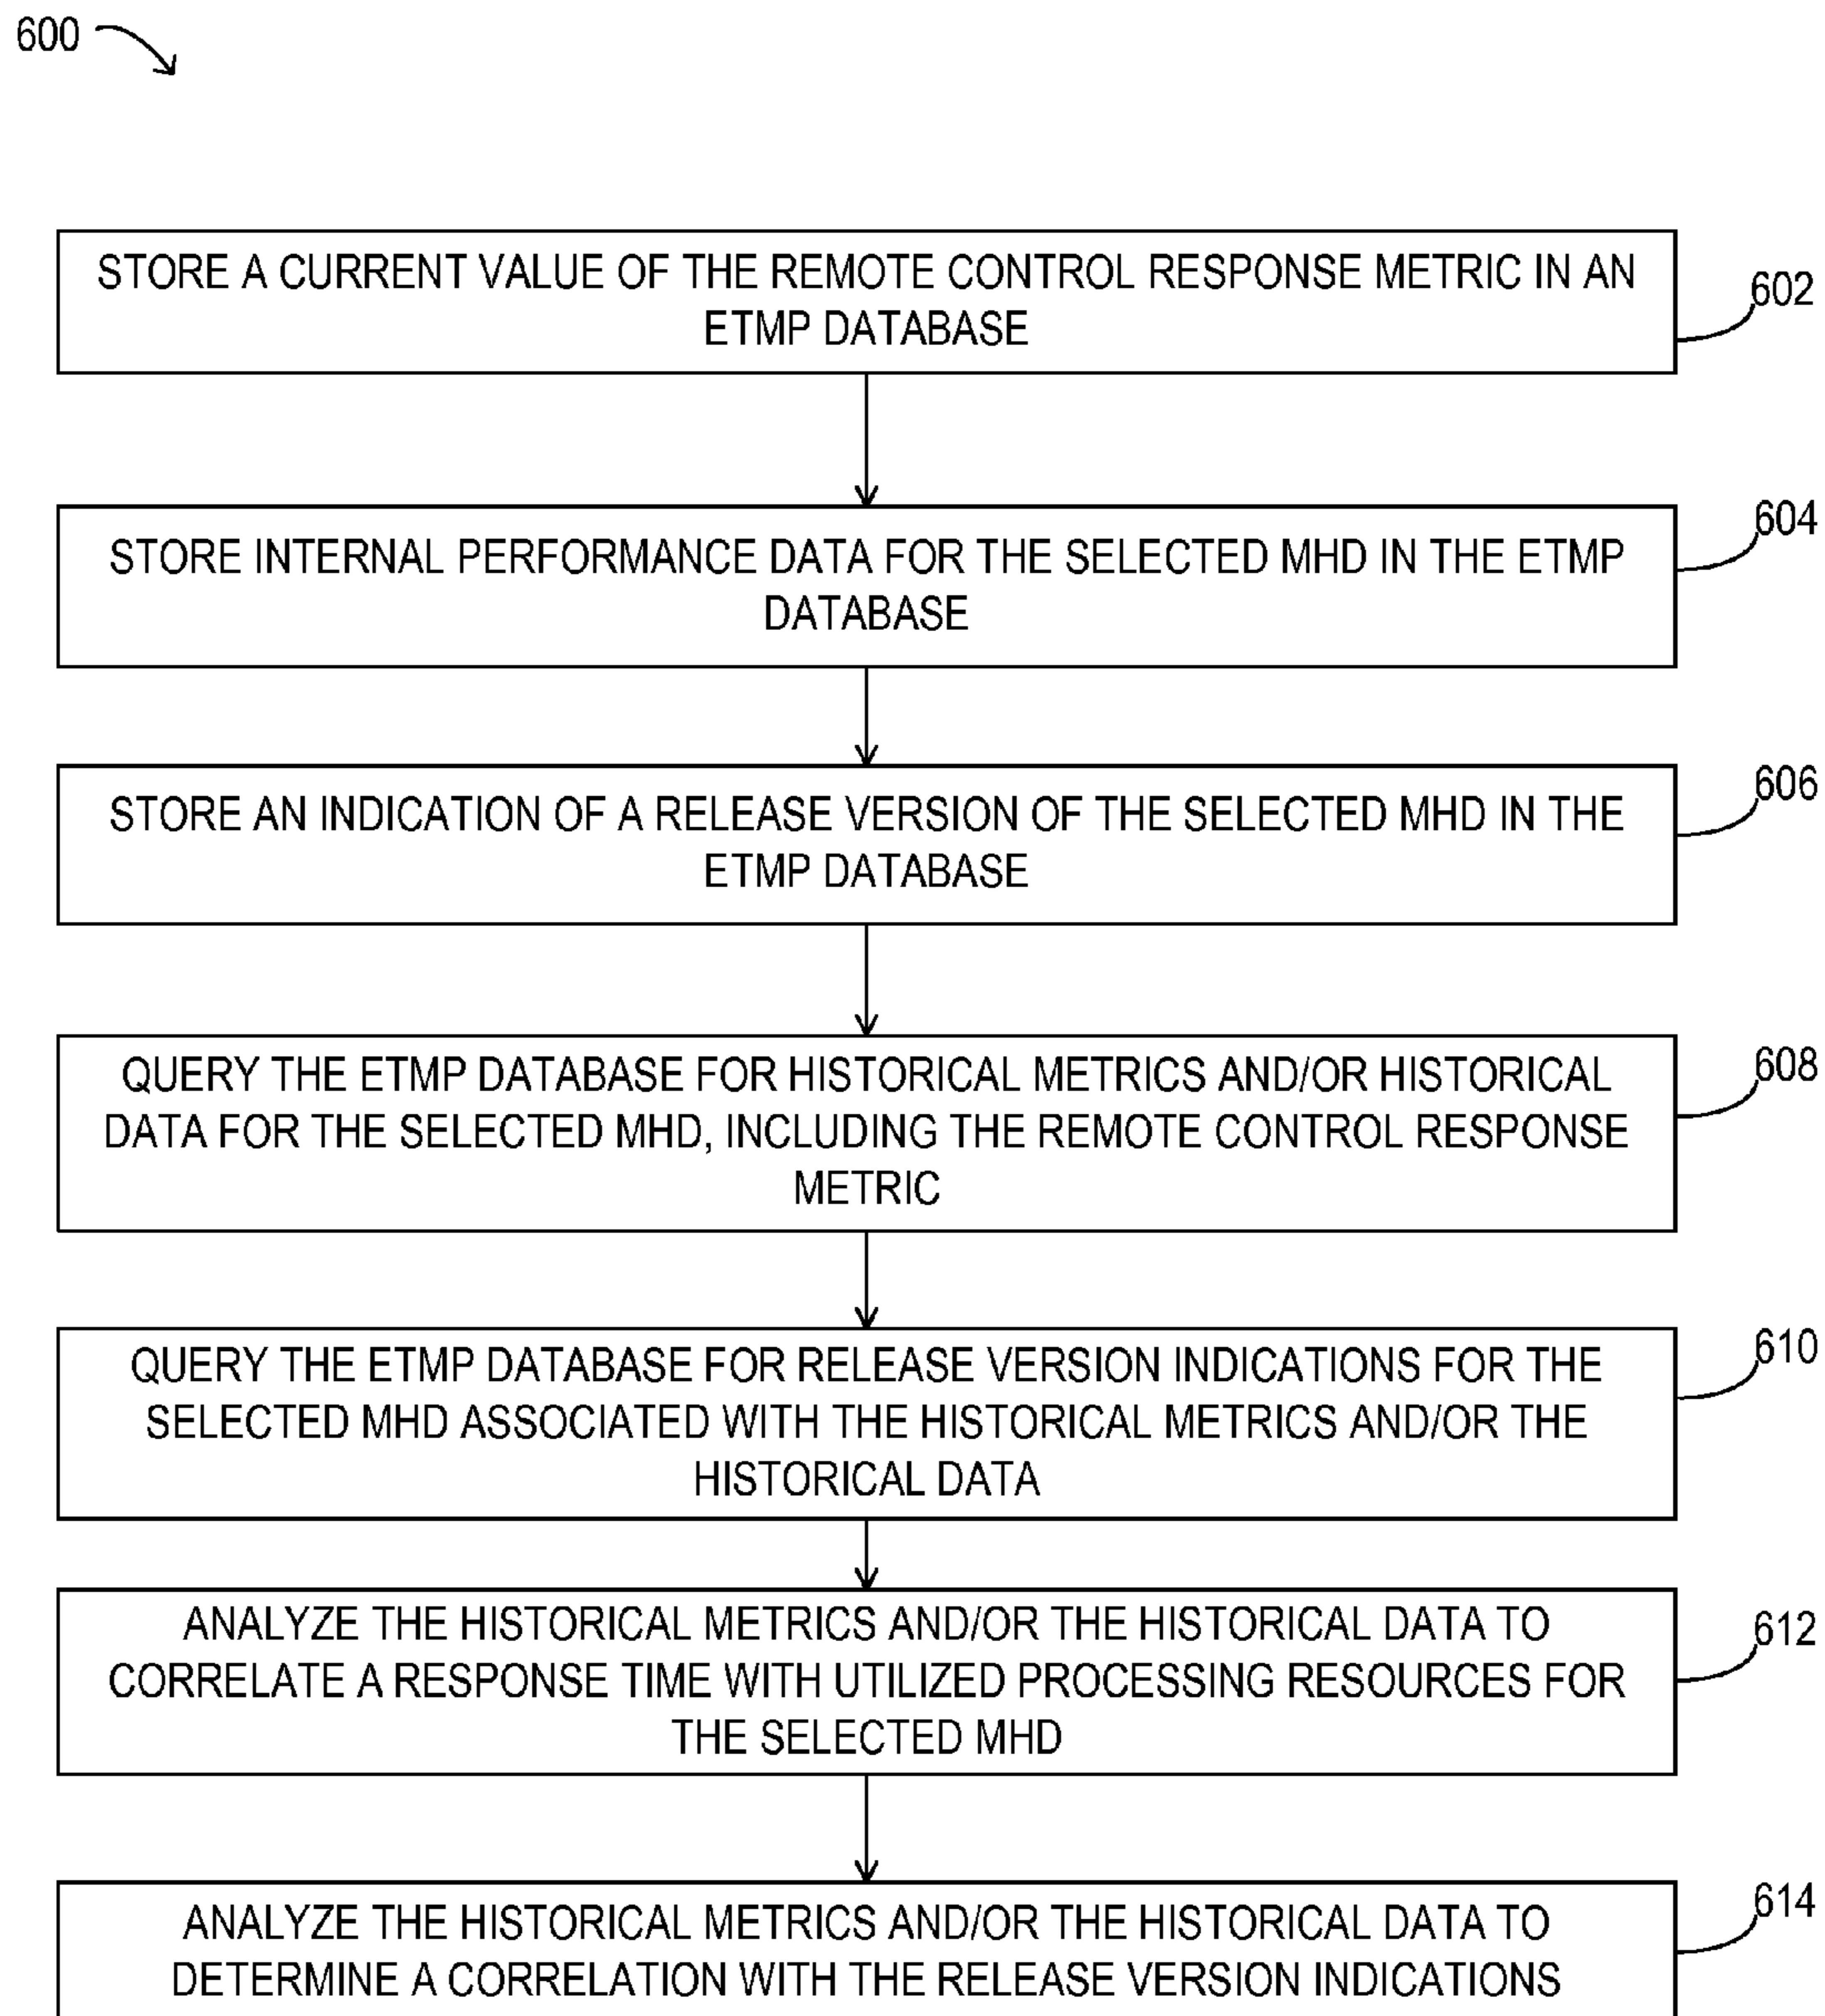 600
STORE A CURRENT VALUE OF THE REMOTE CONTROL RESPONSE METRIC IN AN
ETMP DATABASE
602
STORE INTERNAL PERFORMANCE DATA FOR THE SELECTED MHD IN THE ETMP
DATABASE
604
STORE AN INDICATION OF A RELEASE VERSION OF THE SELECTED MHD IN THE
ETMP DATABASE
606
QUERY THE ETMP DATABASE FOR HISTORICAL METRICS AND/OR HISTORICAL
DATA FOR THE SELECTED MHD, INCLUDING THE REMOTE CONTROL RESPONSE
METRIC
608
QUERY THE ETMP DATABASE FOR RELEASE VERSION INDICATIONS FOR THE
SELECTED MHD ASSOCIATED WITH THE HISTORICAL METRICS AND/OR THE
HISTORICAL DATA
610
ANALYZE THE HISTORICAL METRICS AND/OR THE HISTORICAL DATA TO
CORRELATE A RESPONSE TIME WITH UTILIZED PROCESSING RESOURCES FOR
THE SELECTED MHD
612
ANALYZE THE HISTORICAL METRICS AND/OR THE HISTORICAL DATA TO
DETERMINE A CORRELATION WITH THE RELEASE VERSION INDICATIONS
614